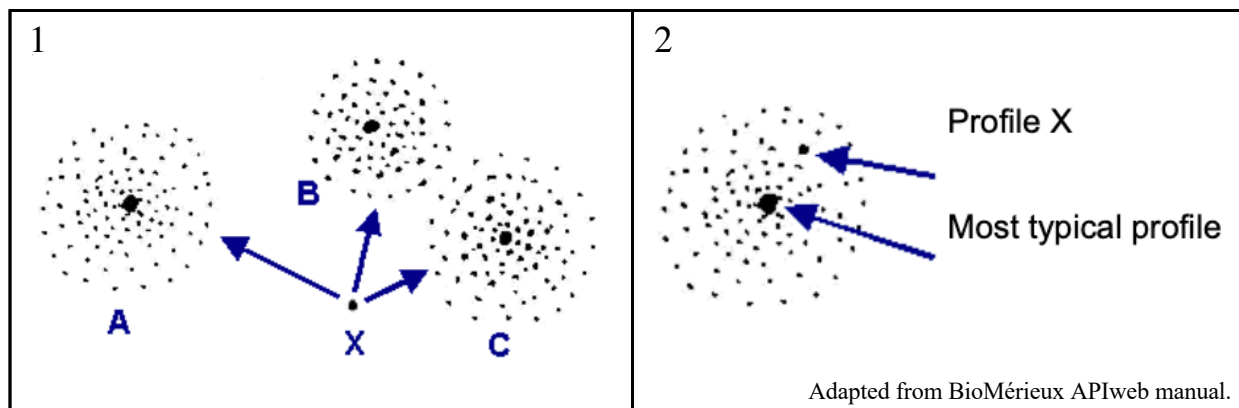 1
B
A
X
C
2
Profile X
Most typical profile
Adapted from BioMérieux APIweb manual.